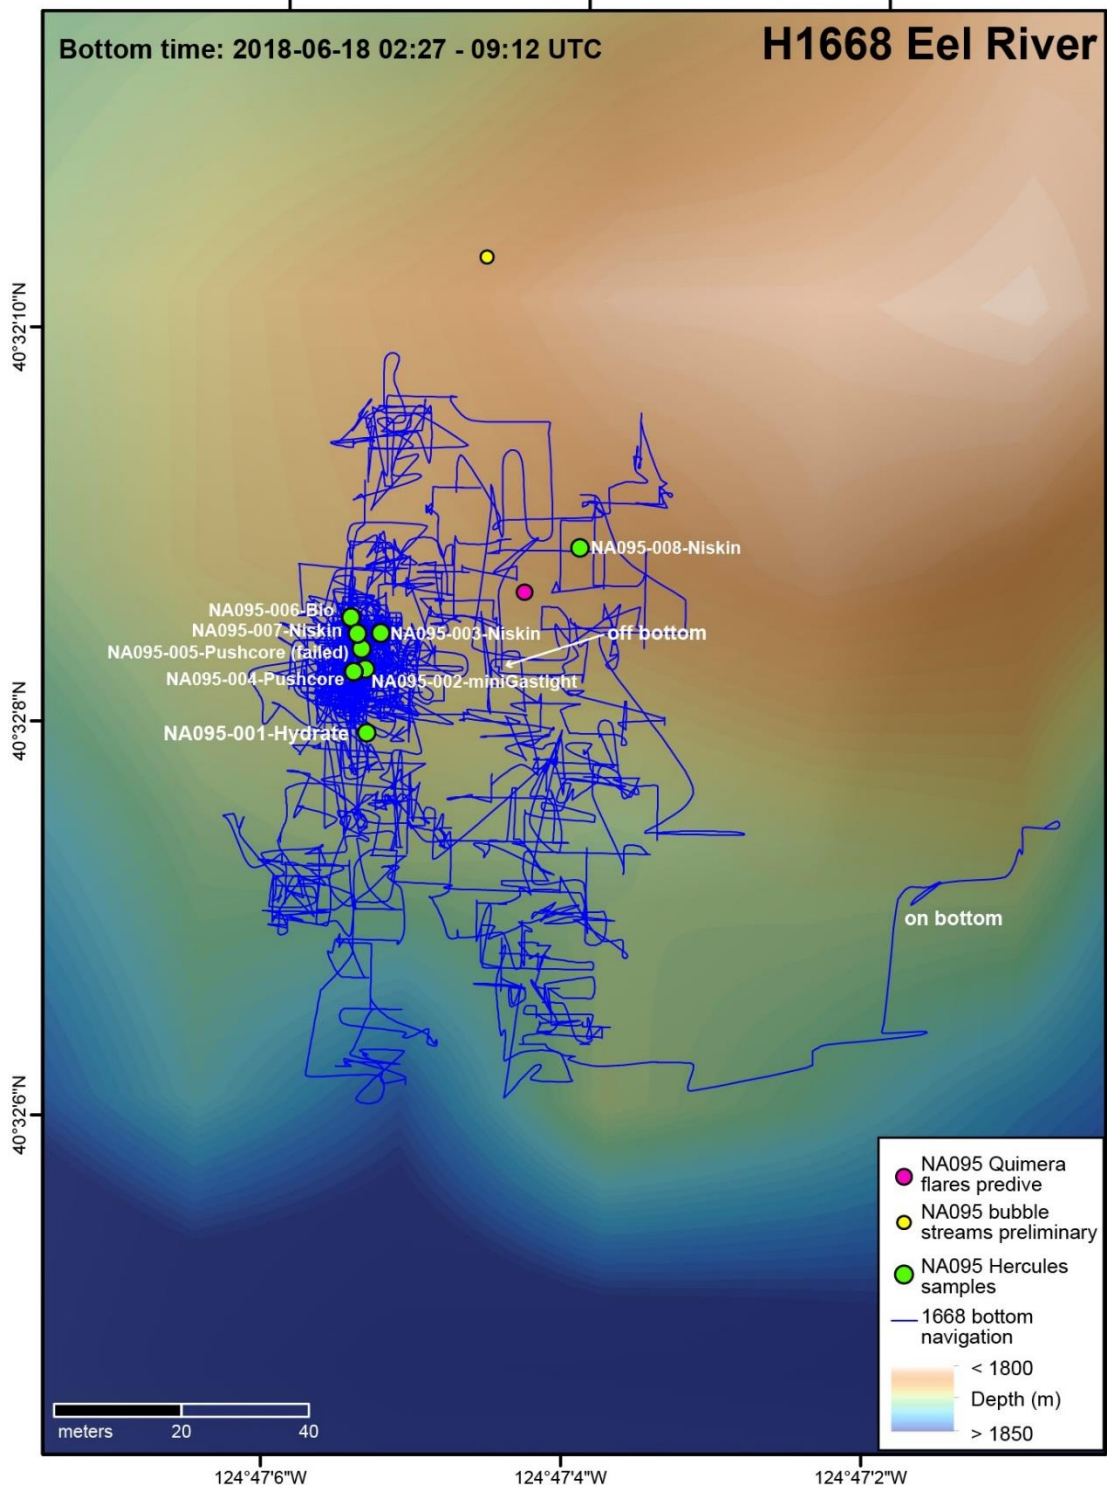 Bottom time: 2018-06-18 02:27 - 09:12 UTC
H1668 Eel River
40°32'10"N
NA095-008-Niskin
NA095-006-Bio
NA095-007-Niskin
NA095-003-Niskin
off bottom
NA095-005-Pushcore (failed)
NA095-004-Pushcore
NA095-002-miniGastight
40°32'8"N
NA095-001-Hydrate
on bottom
40°32'6"N
NA095 Quimera
flares predive
NA095 bubble
streams preliminary
NA095 Hercules
samples
1668 bottom
navigation
< 1800
Depth (m)
> 1850
meters 20 40
124°47'6"W
124°47'4"W
124°47'2"W